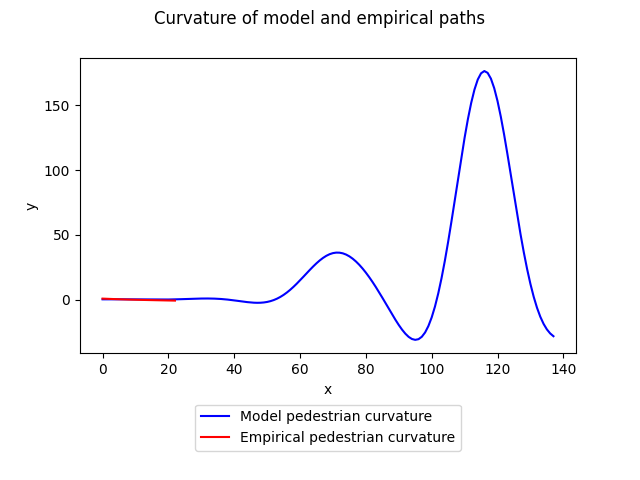 Curvature of model and empirical paths
150
100
50
0
y
0 20 40 60 80 100 120 140
x
Model pedestrian curvature
Empirical pedestrian curvature